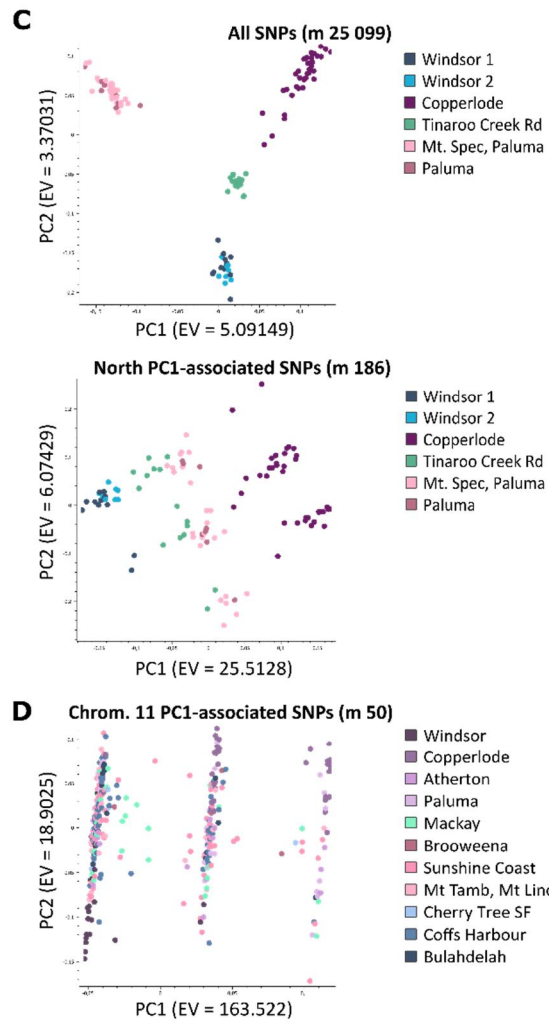 C
All SNPs (m 25 099)
Windsor 1
Windsor 2
Copperlode
Tinaroo Creek Rd
Mt. Spec, Paluma
Paluma
PC2 (EV = 3.37031)
PC1 (EV = 5.09149)
North PC1-associated SNPs (m 186)
Windsor 1
Windsor 2
Copperlode
Tinaroo Creek Rd
Mt. Spec, Paluma
Paluma
PC2 (EV = 6.07429)
PC1 (EV = 25.5128)
D
Chrom. 11 PC1-associated SNPs (m 50)
Windsor
Copperlode
Atherton
Paluma
Mackay
Brooweena
Sunshine Coast
Mt Tamb, Mt Linc
Cherry Tree SF
Coffs Harbour
Bulahdelah
PC2 (EV = 18.9025)
PC1 (EV = 163.522)